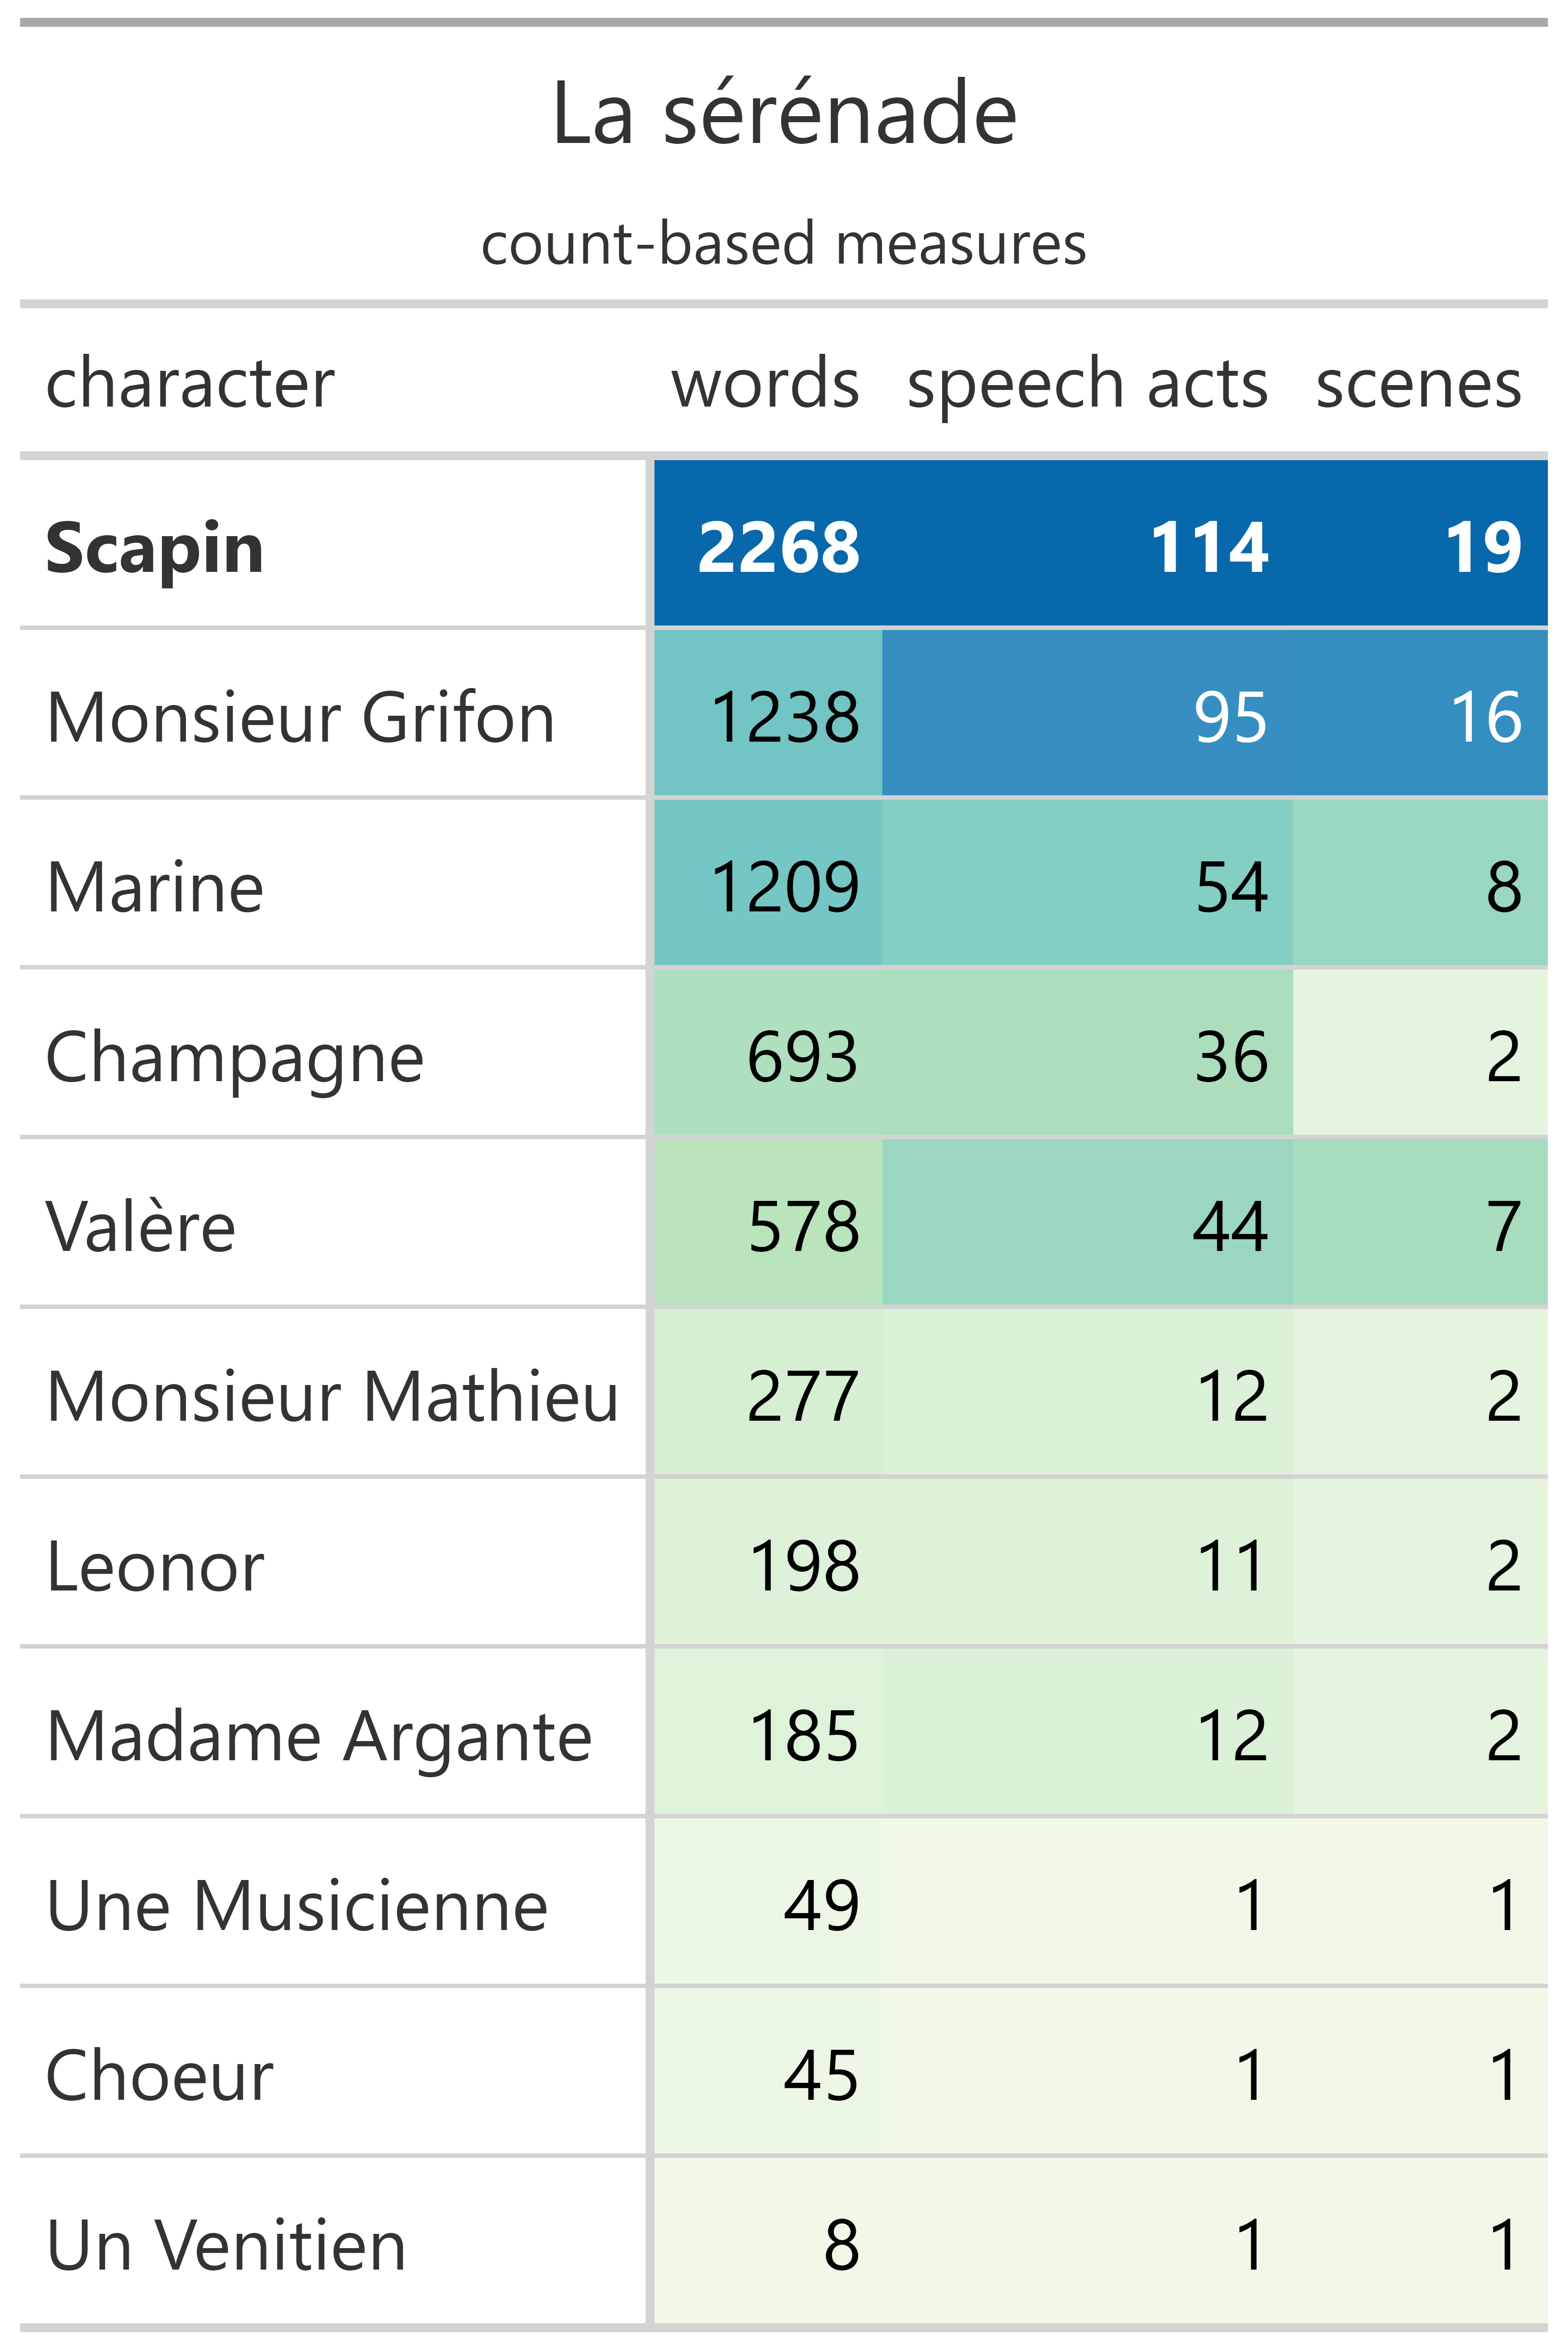 La sérénade
count-based measures
character words speech acts scenes
Scapin 2268 114 19
Monsieur Grifon 1238 95 16
Marine 1209 54 8
Champagne 693 36 2
Valère 578 44 7
Monsieur Mathieu 277 12 2
Leonor 198 11 2
Madame Argante 185 12 2
Une Musicienne 49 1 1
Choeur 45 1 1
Un Venitien 8 1 1